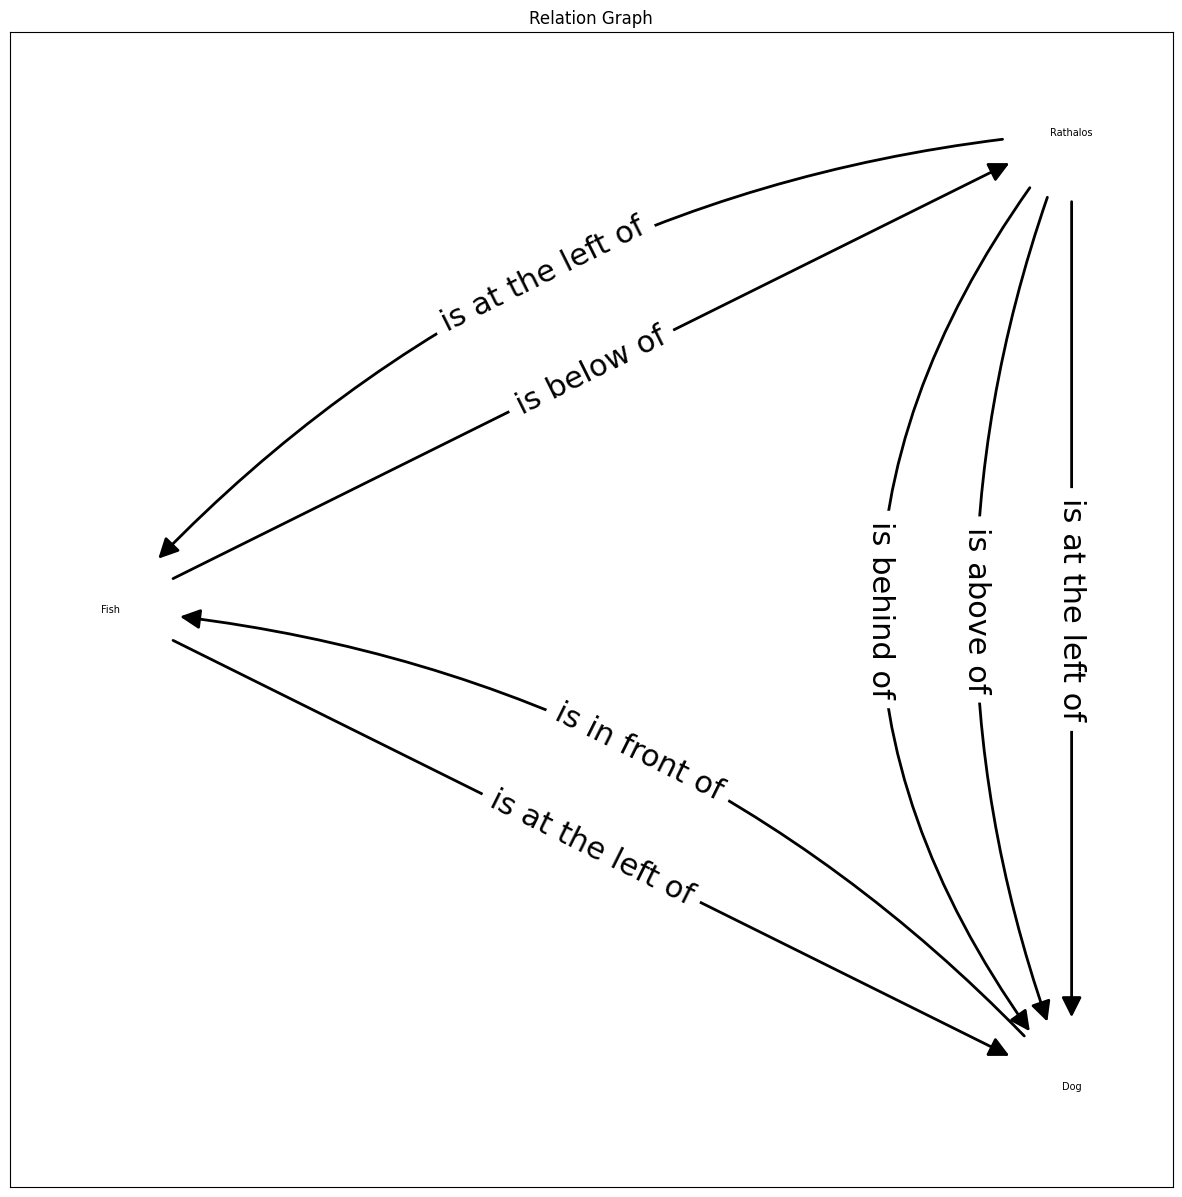 Relation Graph
Rathalos
is at the left of
is below of
is at the left of
is above of
is behind of
Fish
is in front of
is at the left of
Dog